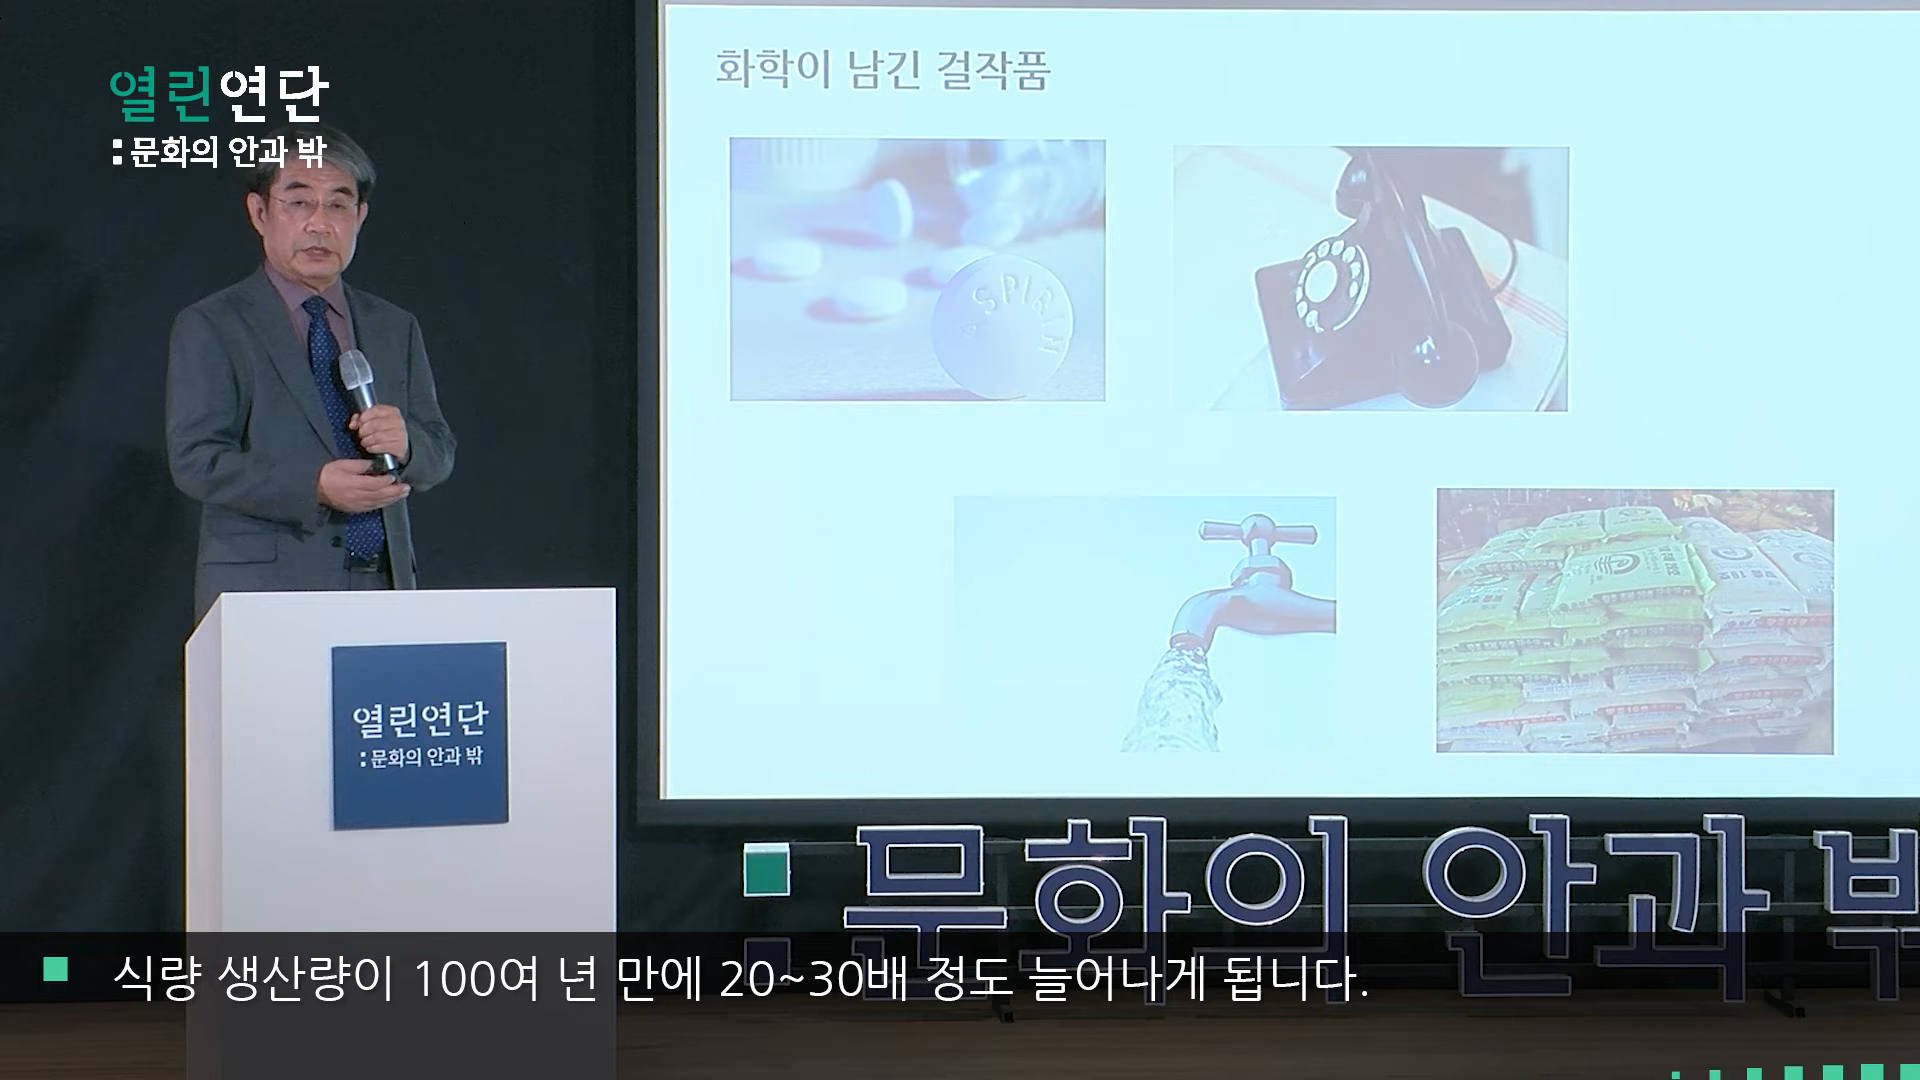 열린연단
:문화의 안과 밖
화학이 남긴 걸작품
ASPIRIN
열린연단
:문화의 안과 밖
:문화의 안과 밖
식량 생산량이 100여 년 만에 20~30배 정도 늘어나게 됩니다.